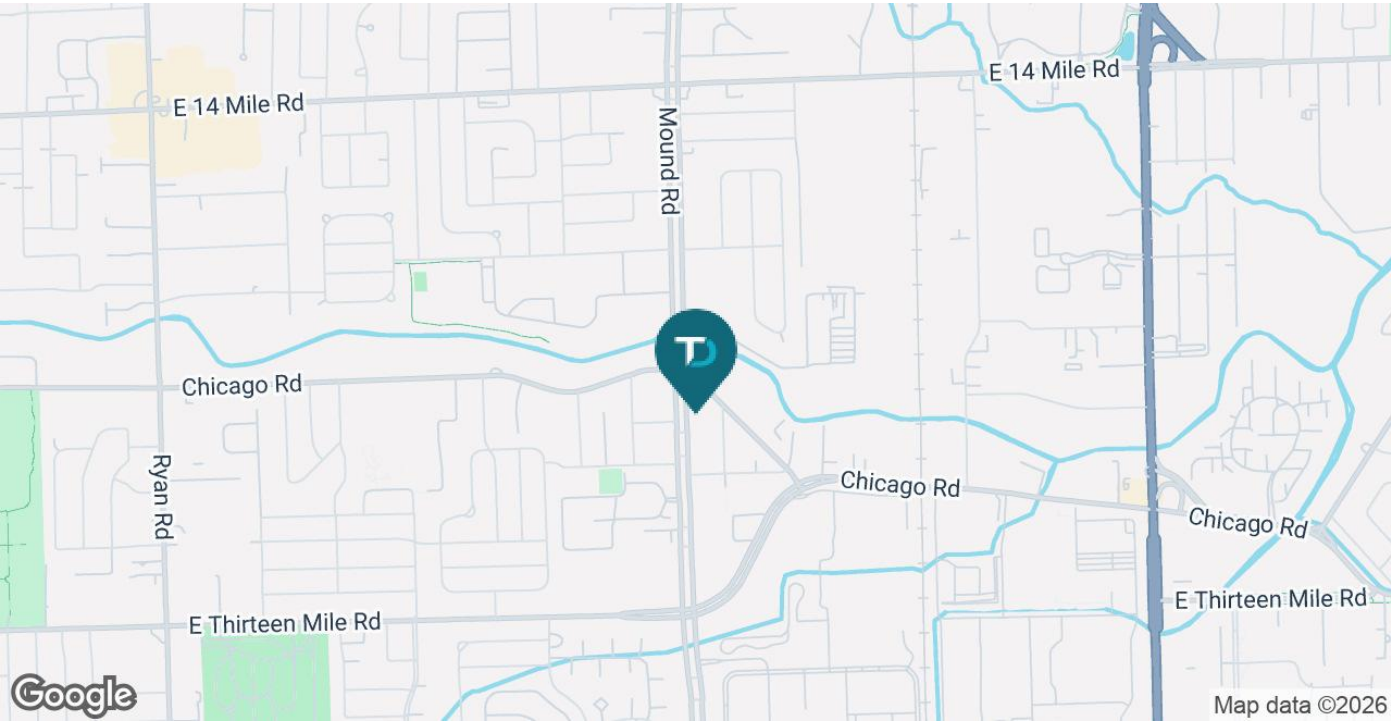 E 14 Mile Rd
E 14 Mile Rd
Mound Rd
TD
Chicago Rd
Ryan Rd
Chicago Rd
Chicago Rd
E Thirteen Mile Rd
E Thirteen Mile Rd
Google
Map data ©2026